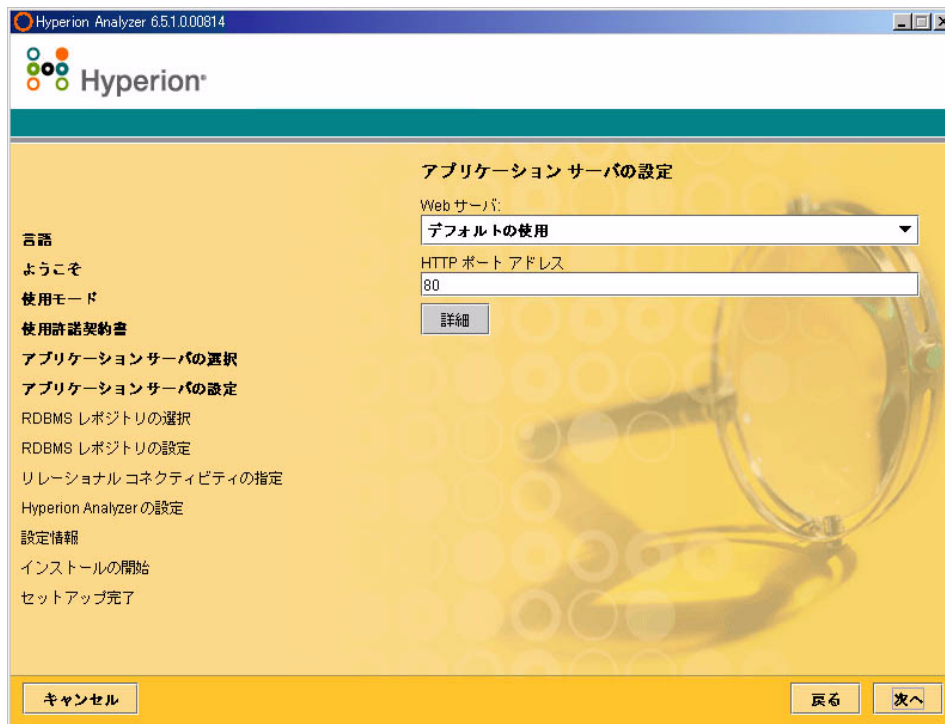 Hyperion Analyzer 6.5.1.0.00814
Hyperion
アプリケーション サーバの設定
Web サーバ:
デフォルトの使用
HTTP ポート アドレス
80
詳細
言語
ようこそ
使用モード
使用許諾契約書
アプリケーション サーバの選択
アプリケーション サーバの設定
RDBMS レポジトリの選択
RDBMS レポジトリの設定
リレーショナル コネクティビティの指定
Hyperion Analyzer の設定
設定情報
インストールの開始
セットアップ完了
キャンセル
戻る
次へ